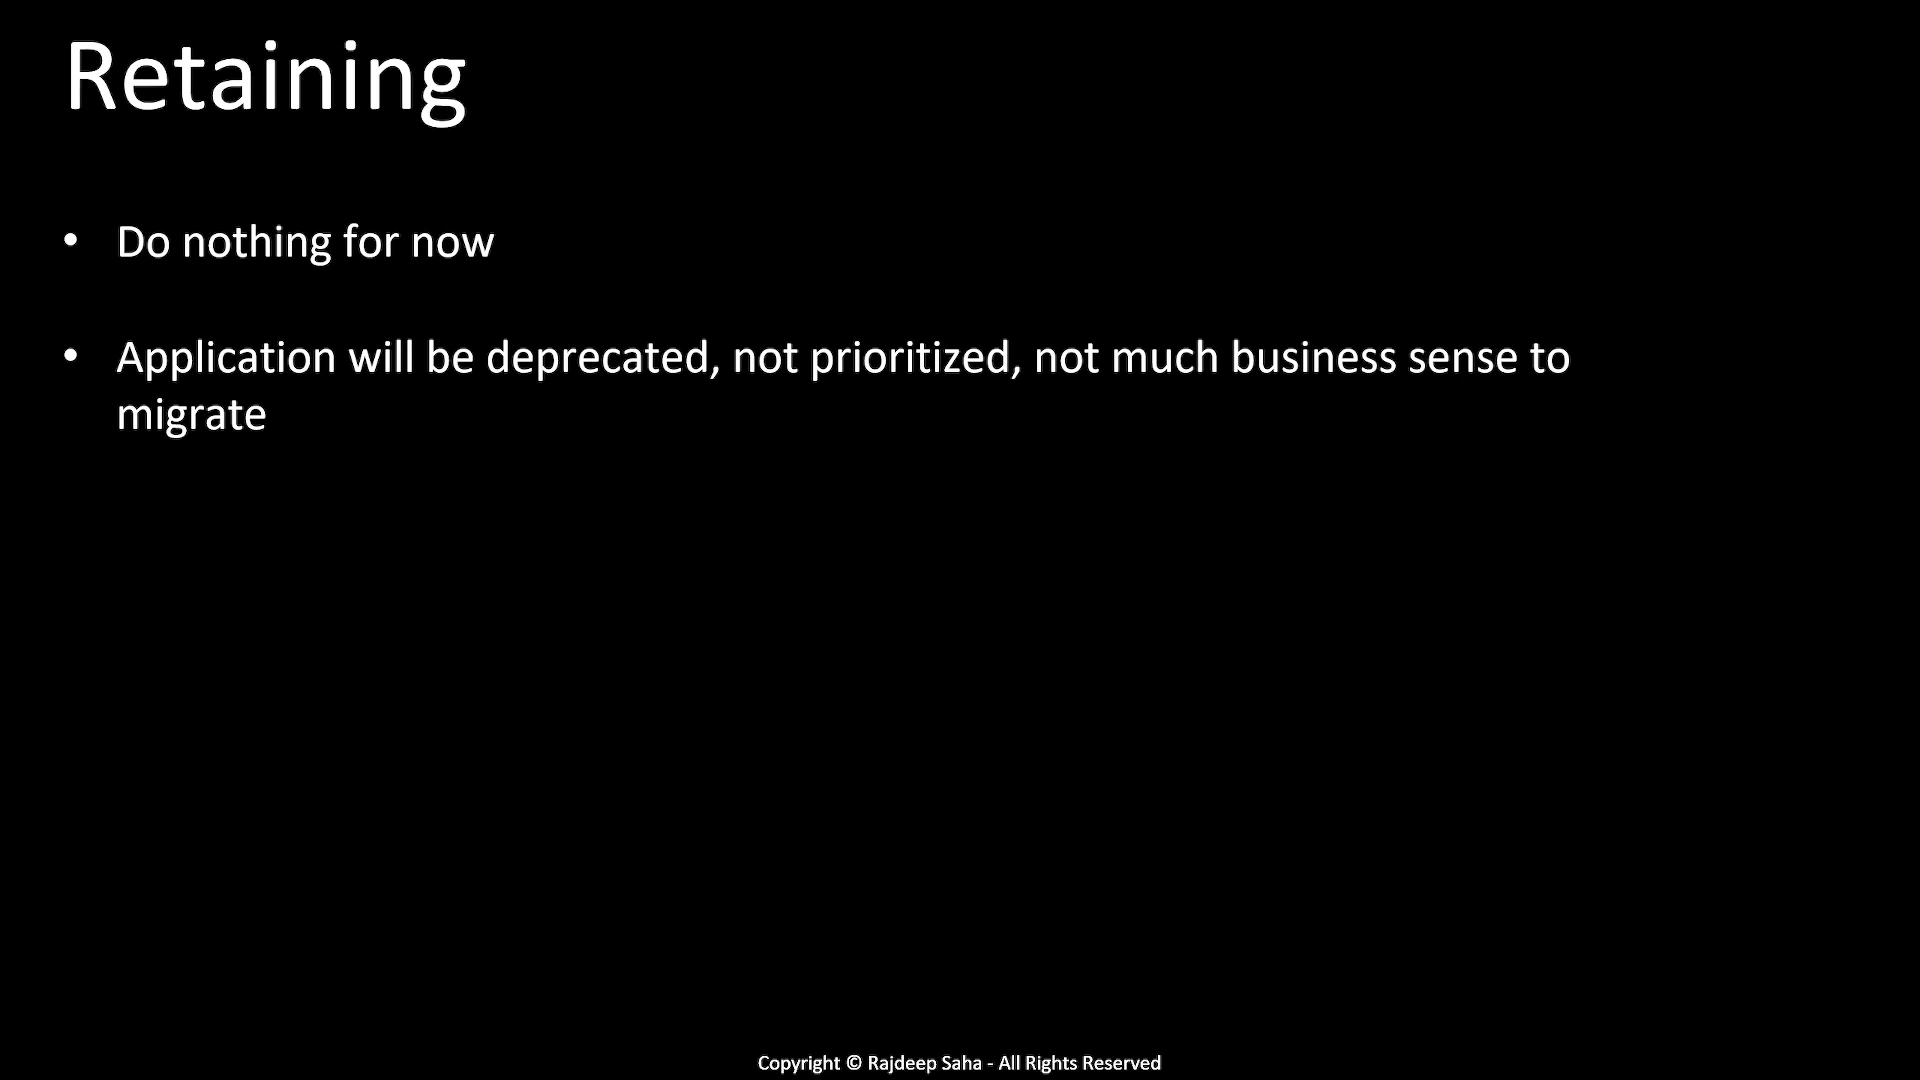 Retaining
• Do nothing for now
• Application will be deprecated, not prioritized, not much business sense to
migrate
Copyright © Rajdeep Saha - All Rights Reserved